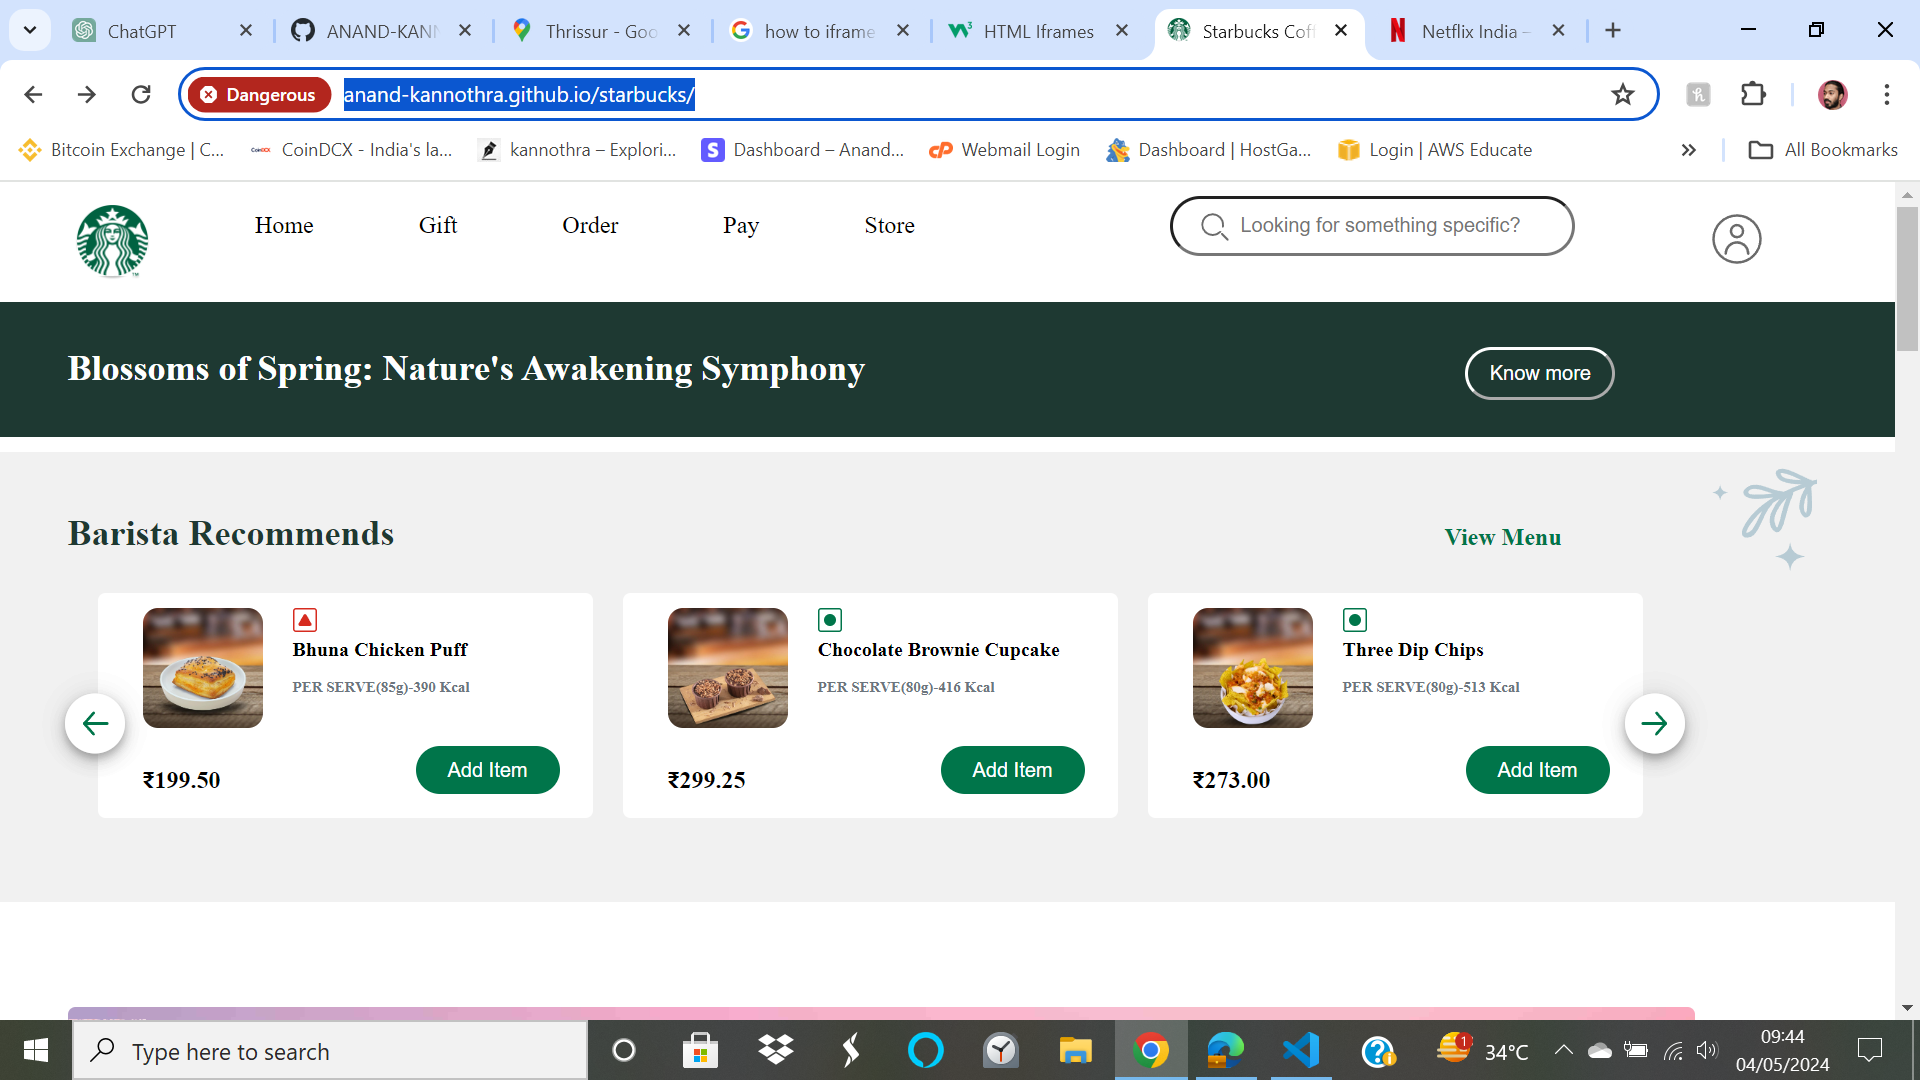 ChatGPT
ANAND-KANN
Thrissur - Goo
how to iframe
HTML Iframes
Starbucks Coff
Netflix India –
Dangerous
anand-kannothra.github.io/starbucks/
Bitcoin Exchange | C...
CoinDCX - India's la...
kannothra – Explori...
Dashboard – Anand...
Webmail Login
Dashboard | HostGa...
Login | AWS Educate
All Bookmarks
Home
Gift
Order
Pay
Store
Looking for something specific?
Blossoms of Spring: Nature's Awakening Symphony
Know more
Barista Recommends
View Menu
Bhuna Chicken Puff
PER SERVE(85g)-390 Kcal
₹199.50
Add Item
Chocolate Brownie Cupcake
PER SERVE(80g)-416 Kcal
₹299.25
Add Item
Three Dip Chips
PER SERVE(80g)-513 Kcal
₹273.00
Add Item
Type here to search
1
34°C
09:44
04/05/2024